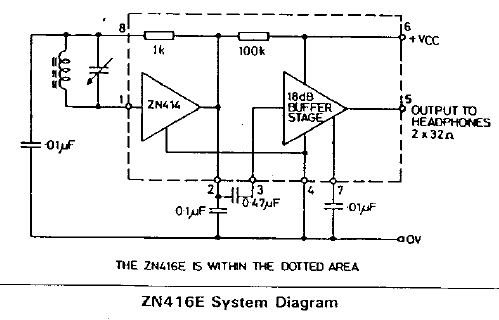 8
1k
100k
6
+VCC
1
ZN414
18dB
BUFFER
STAGE
5
OUTPUT TO
HEADPHONES
2 x 32Ω
·01μF
2
3
4
7
0·1μF
0·47μF
·01μF
0V
THE ZN416E IS WITHIN THE DOTTED AREA
ZN416E System Diagram